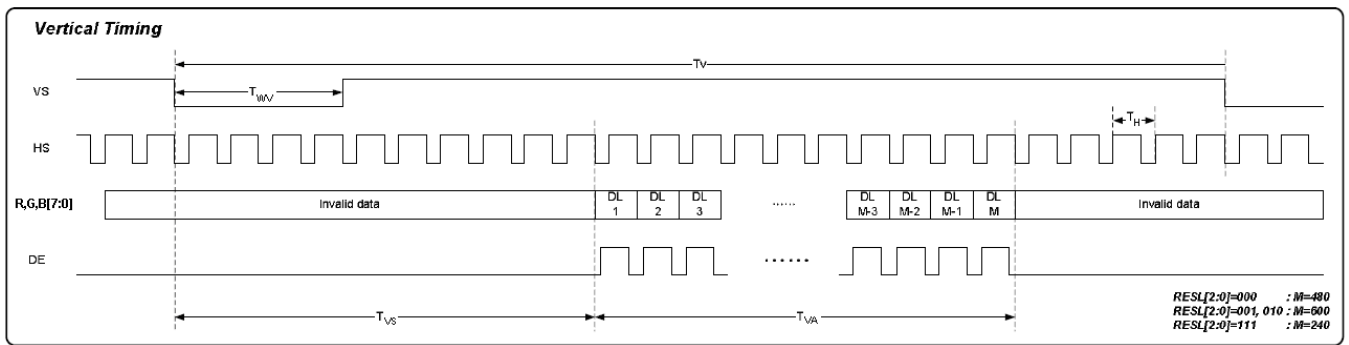 Vertical Timing
Tv
VS
TWV
TH
HS
R,G,B[7:0]
Invalid data
DL 1
DL 2
DL 3
......
DL M-3
DL M-2
DL M-1
DL M
Invalid data
DE
......
TVS
TVA
RESL[2:0]=000 : M=480
RESL[2:0]=001, 010 : M=600
RESL[2:0]=111 : M=240